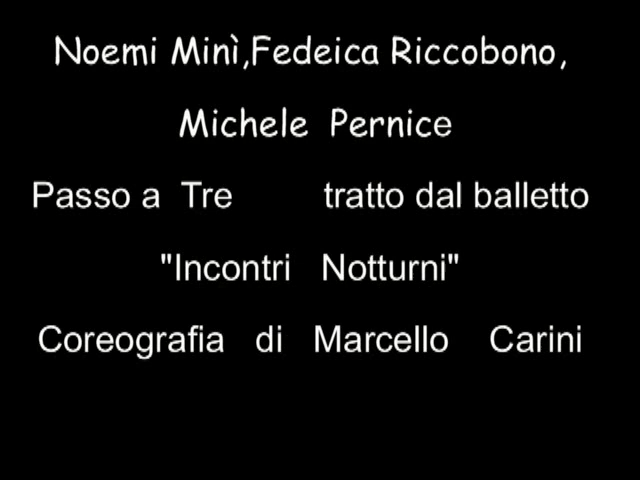 Noemi Minì,Fedeica Riccobono,
Michele Pernice
Passo a Tre tratto dal balletto
"Incontri Notturni"
Coreografia di Marcello Carini